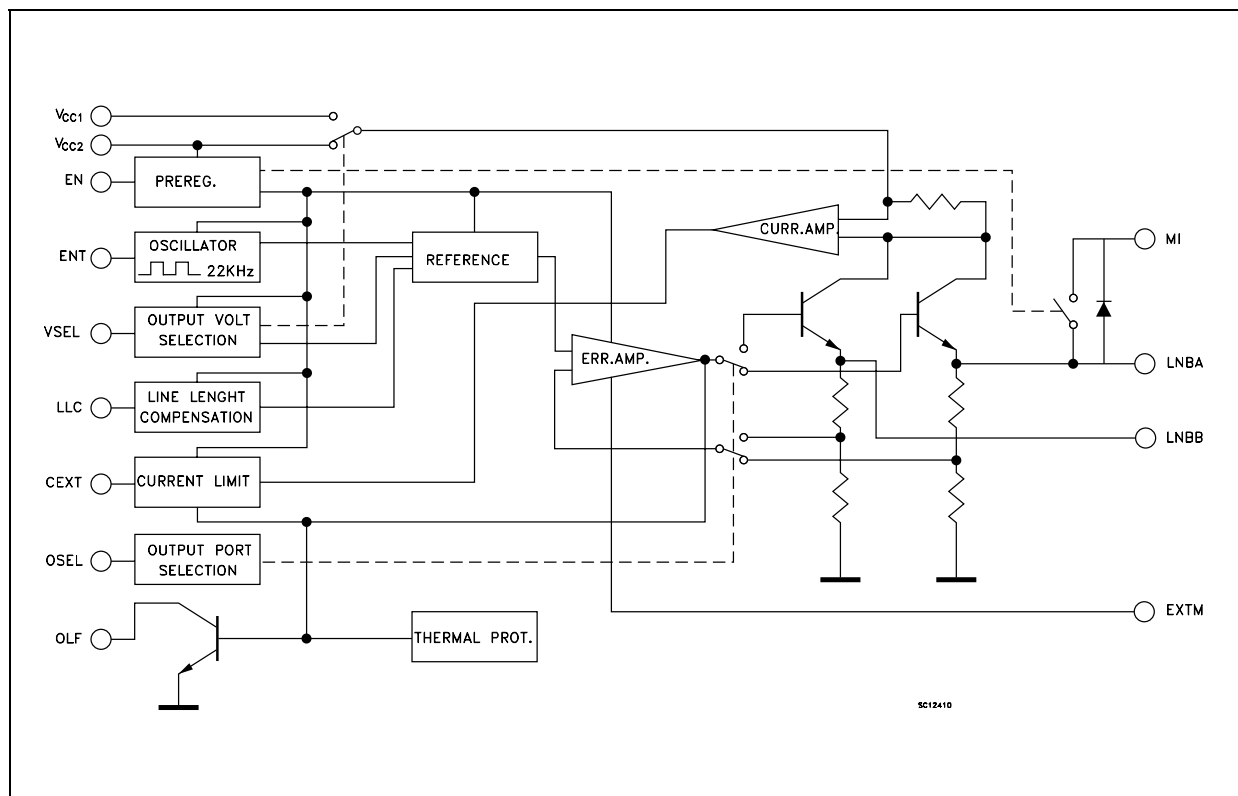 VCC1
VCC2
EN
PREREG.
ENT
OSCILLATOR
22KHz
REFERENCE
CURR.AMP.
MI
VSEL
OUTPUT VOLT
SELECTION
ERR.AMP.
LNBA
LLC
LINE LENGHT
COMPENSATION
LNBB
CEXT
CURRENT LIMIT
OSEL
OUTPUT PORT
SELECTION
EXTM
OLF
THERMAL PROT.
SC12410